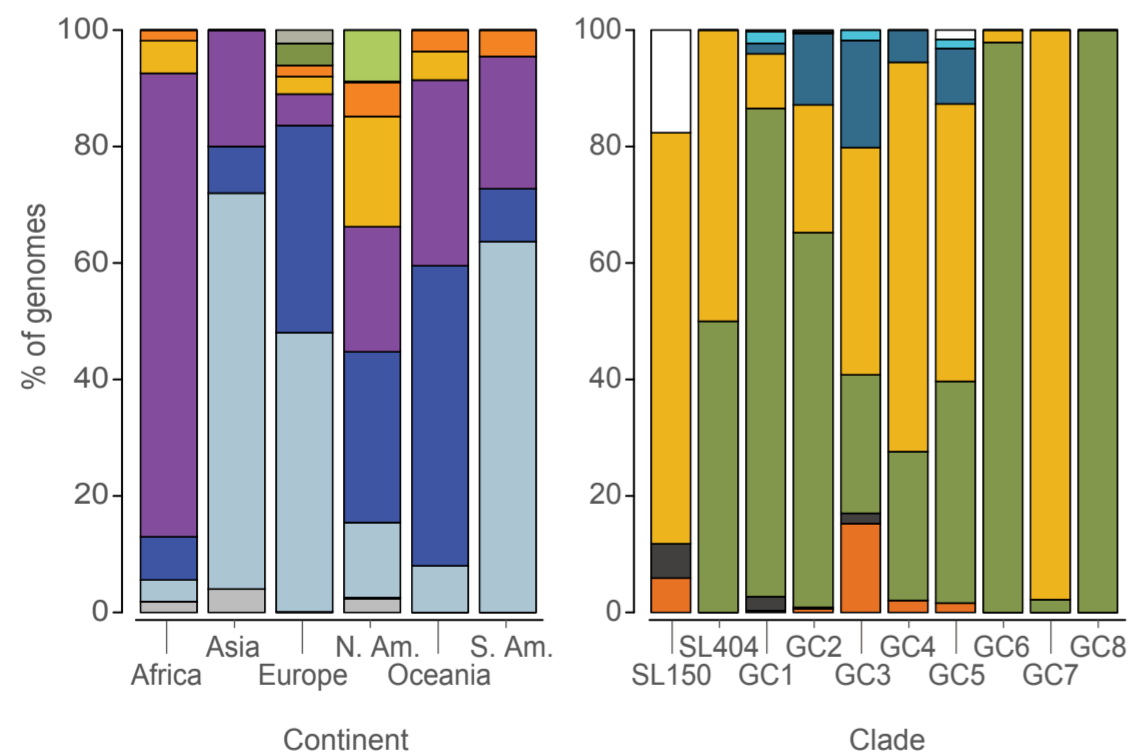 % of genomes
100
80
60
40
20
0
Asia N. Am. S. Am.
Africa Europe Oceania
Continent
100
80
60
40
20
0
SL404 GC2 GC4 GC6 GC8
SL150 GC1 GC3 GC5 GC7
Clade